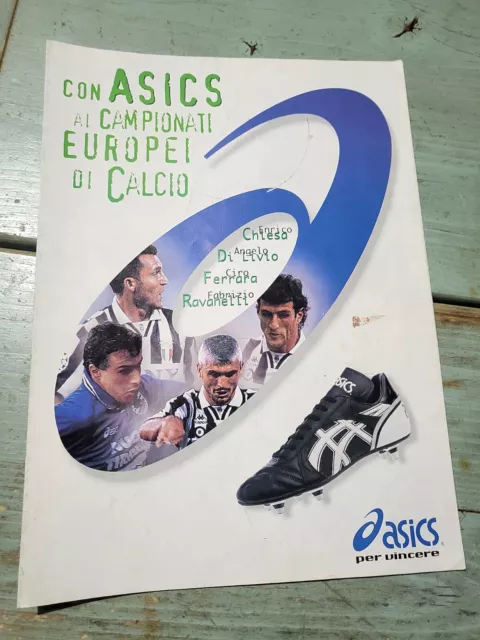 CON ASICS
AI CAMPIONATI
EUROPEI
DI CALCIO
Enrico
Chiesa
Angelo
Di Livio
Ciro
Ferrara
Fabrizio
Ravanelli
asics
asics
per vincere